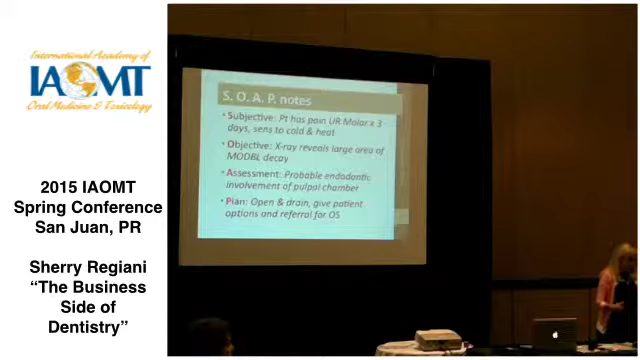 International Academy of
IAOMT
Oral Medicine & Toxicology
2015 IAOMT
Spring Conference
San Juan, PR
Sherry Regiani
“The Business
Side of
Dentistry”
S. O. A. P. notes
• Subjective: Pt has pain UR Molar x 3
days, sens to cold & heat
• Objective: X-ray reveals large area of
MODBL decay
• Assessment: Probable endodontic
involvement of pulpal chamber
• Plan: Open & drain, give patient
options and referral for OS